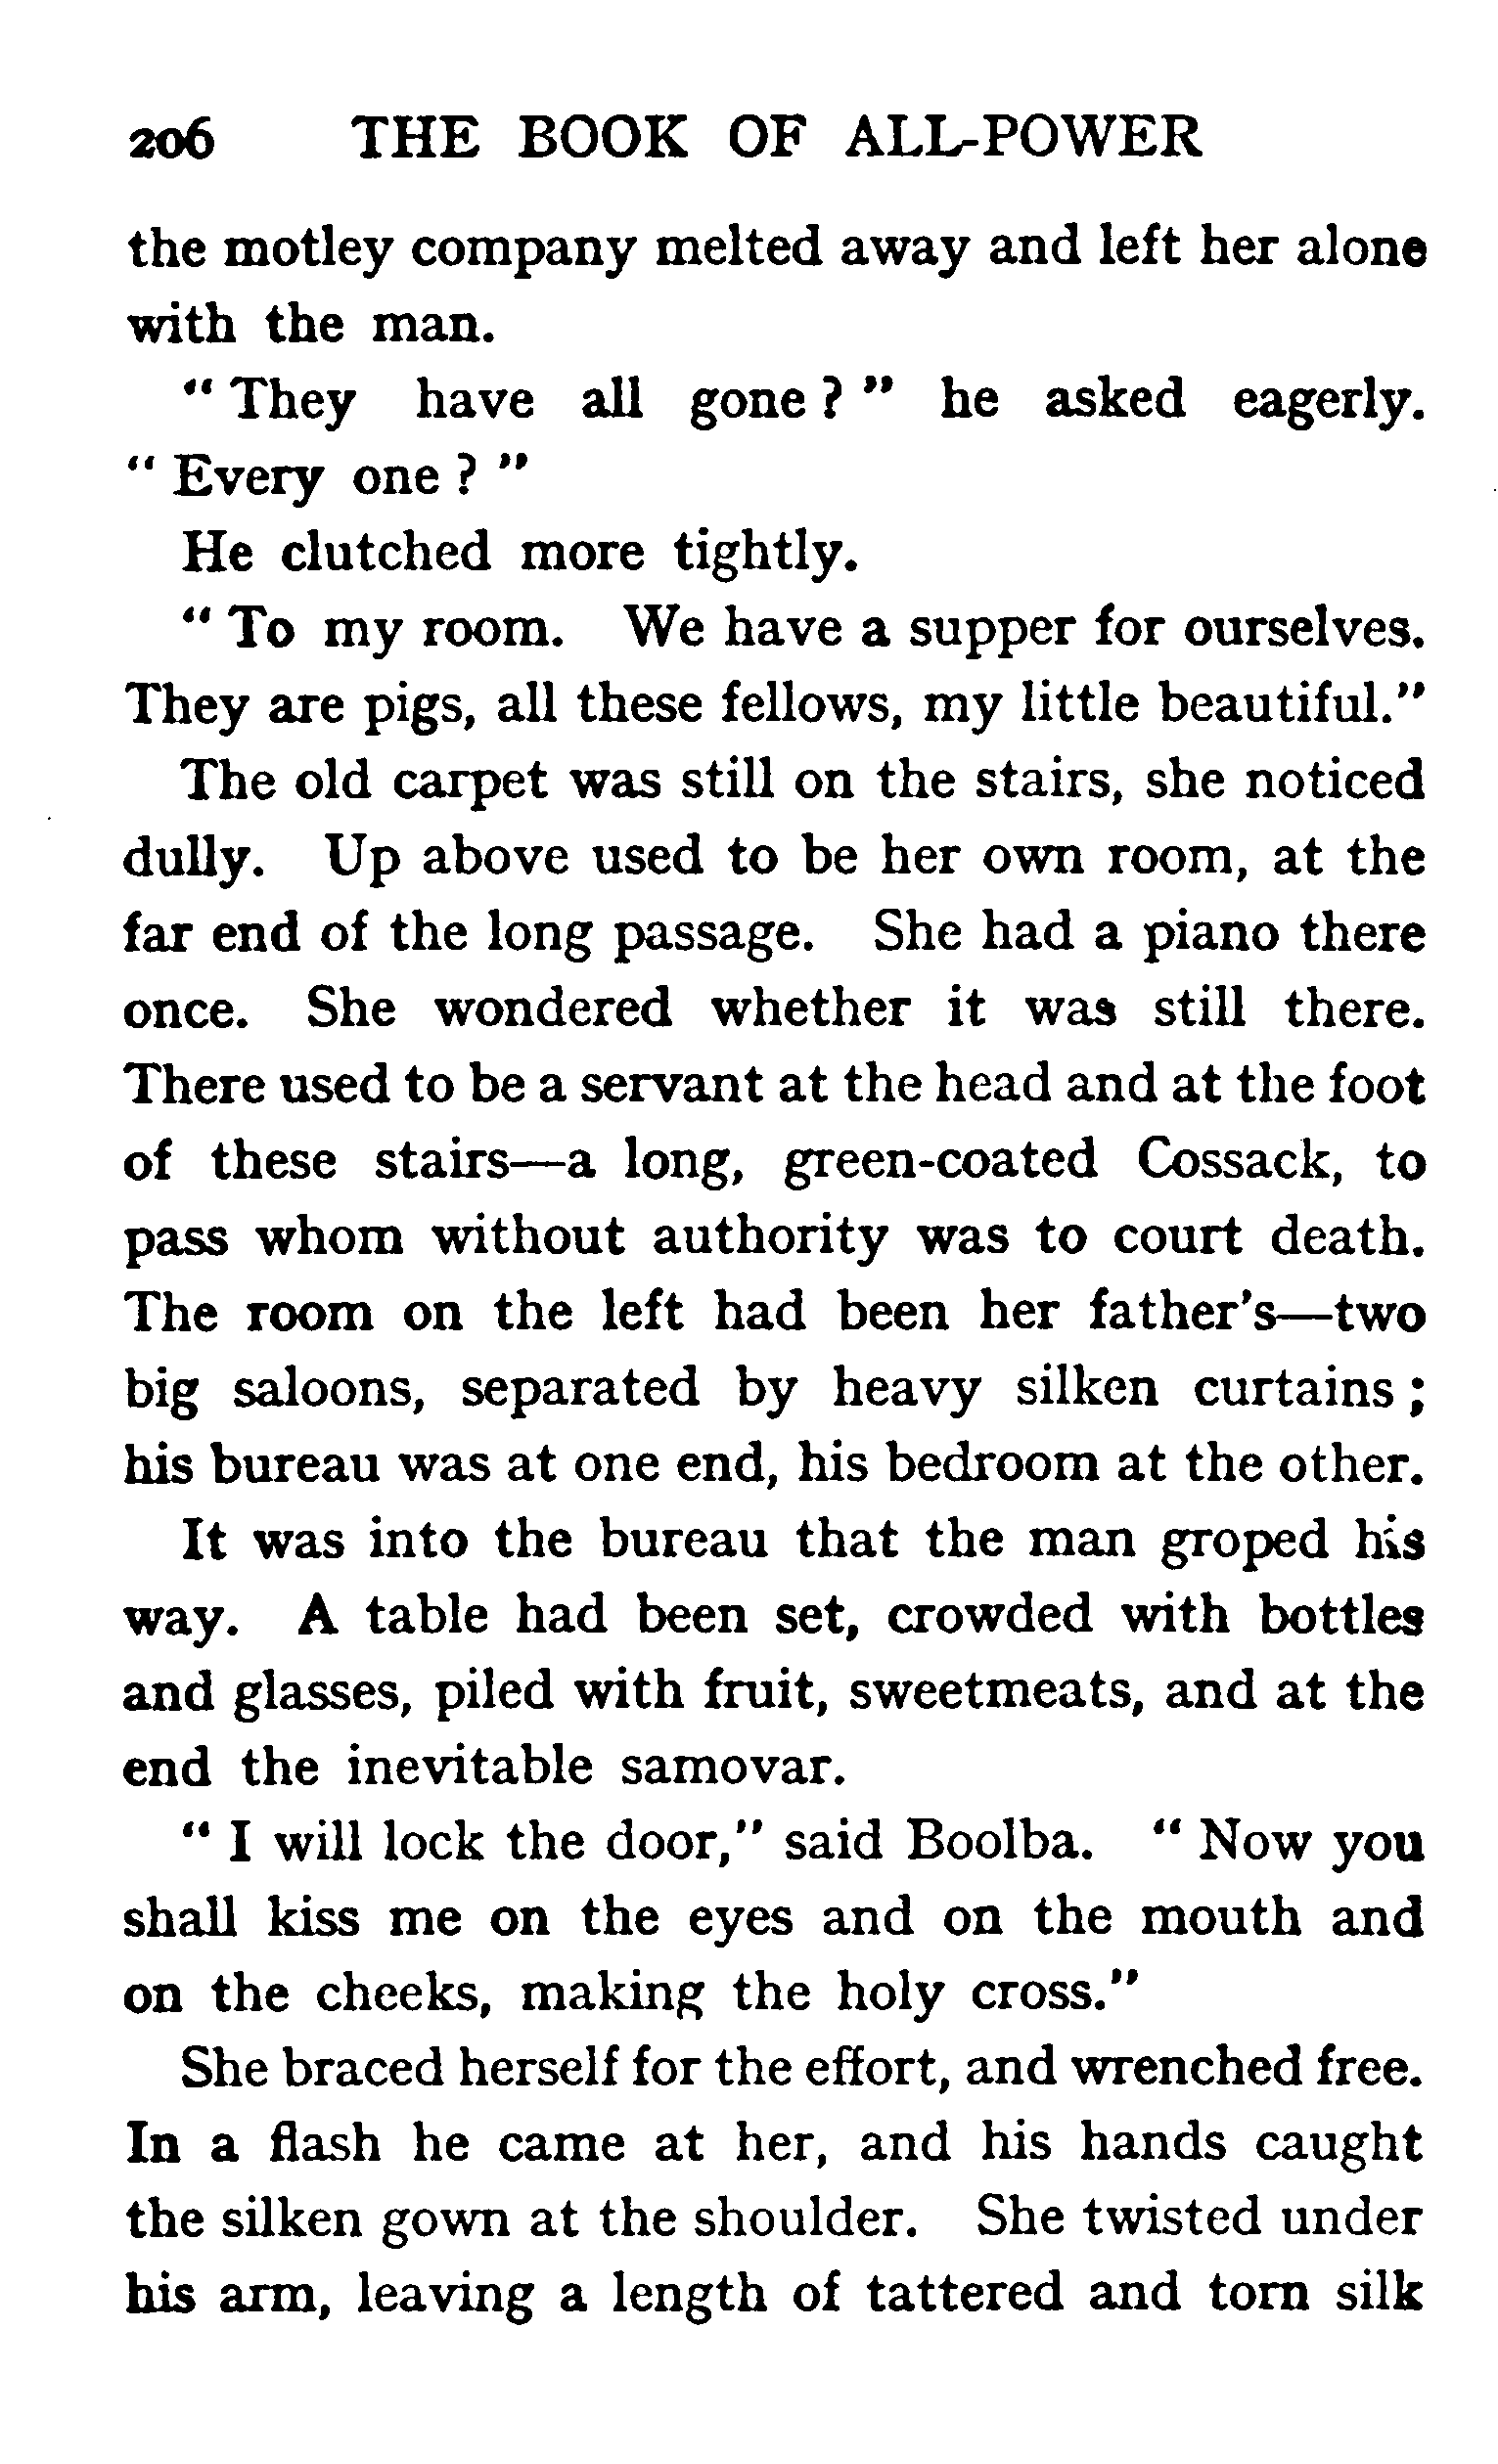 206 THE BOOK OF ALL-POWER
the motley company melted away and left her alone
with the man.
" They have all gone ? " he asked eagerly.
" Every one ? "
He clutched more tightly.
" To my room. We have a supper for ourselves.
They are pigs, all these fellows, my little beautiful."
The old carpet was still on the stairs, she noticed
dully. Up above used to be her own room, at the
far end of the long passage. She had a piano there
once. She wondered whether it was still there.
There used to be a servant at the head and at the foot
of these stairs—a long, green-coated Cossack, to
pass whom without authority was to court death.
The room on the left had been her father's—two
big saloons, separated by heavy silken curtains ;
his bureau was at one end, his bedroom at the other.
It was into the bureau that the man groped his
way. A table had been set, crowded with bottles
and glasses, piled with fruit, sweetmeats, and at the
end the inevitable samovar.
" I will lock the door," said Boolba. " Now you
shall kiss me on the eyes and on the mouth and
on the cheeks, making the holy cross."
She braced herself for the effort, and wrenched free.
In a flash he came at her, and his hands caught
the silken gown at the shoulder. She twisted under
his arm, leaving a length of tattered and torn silk